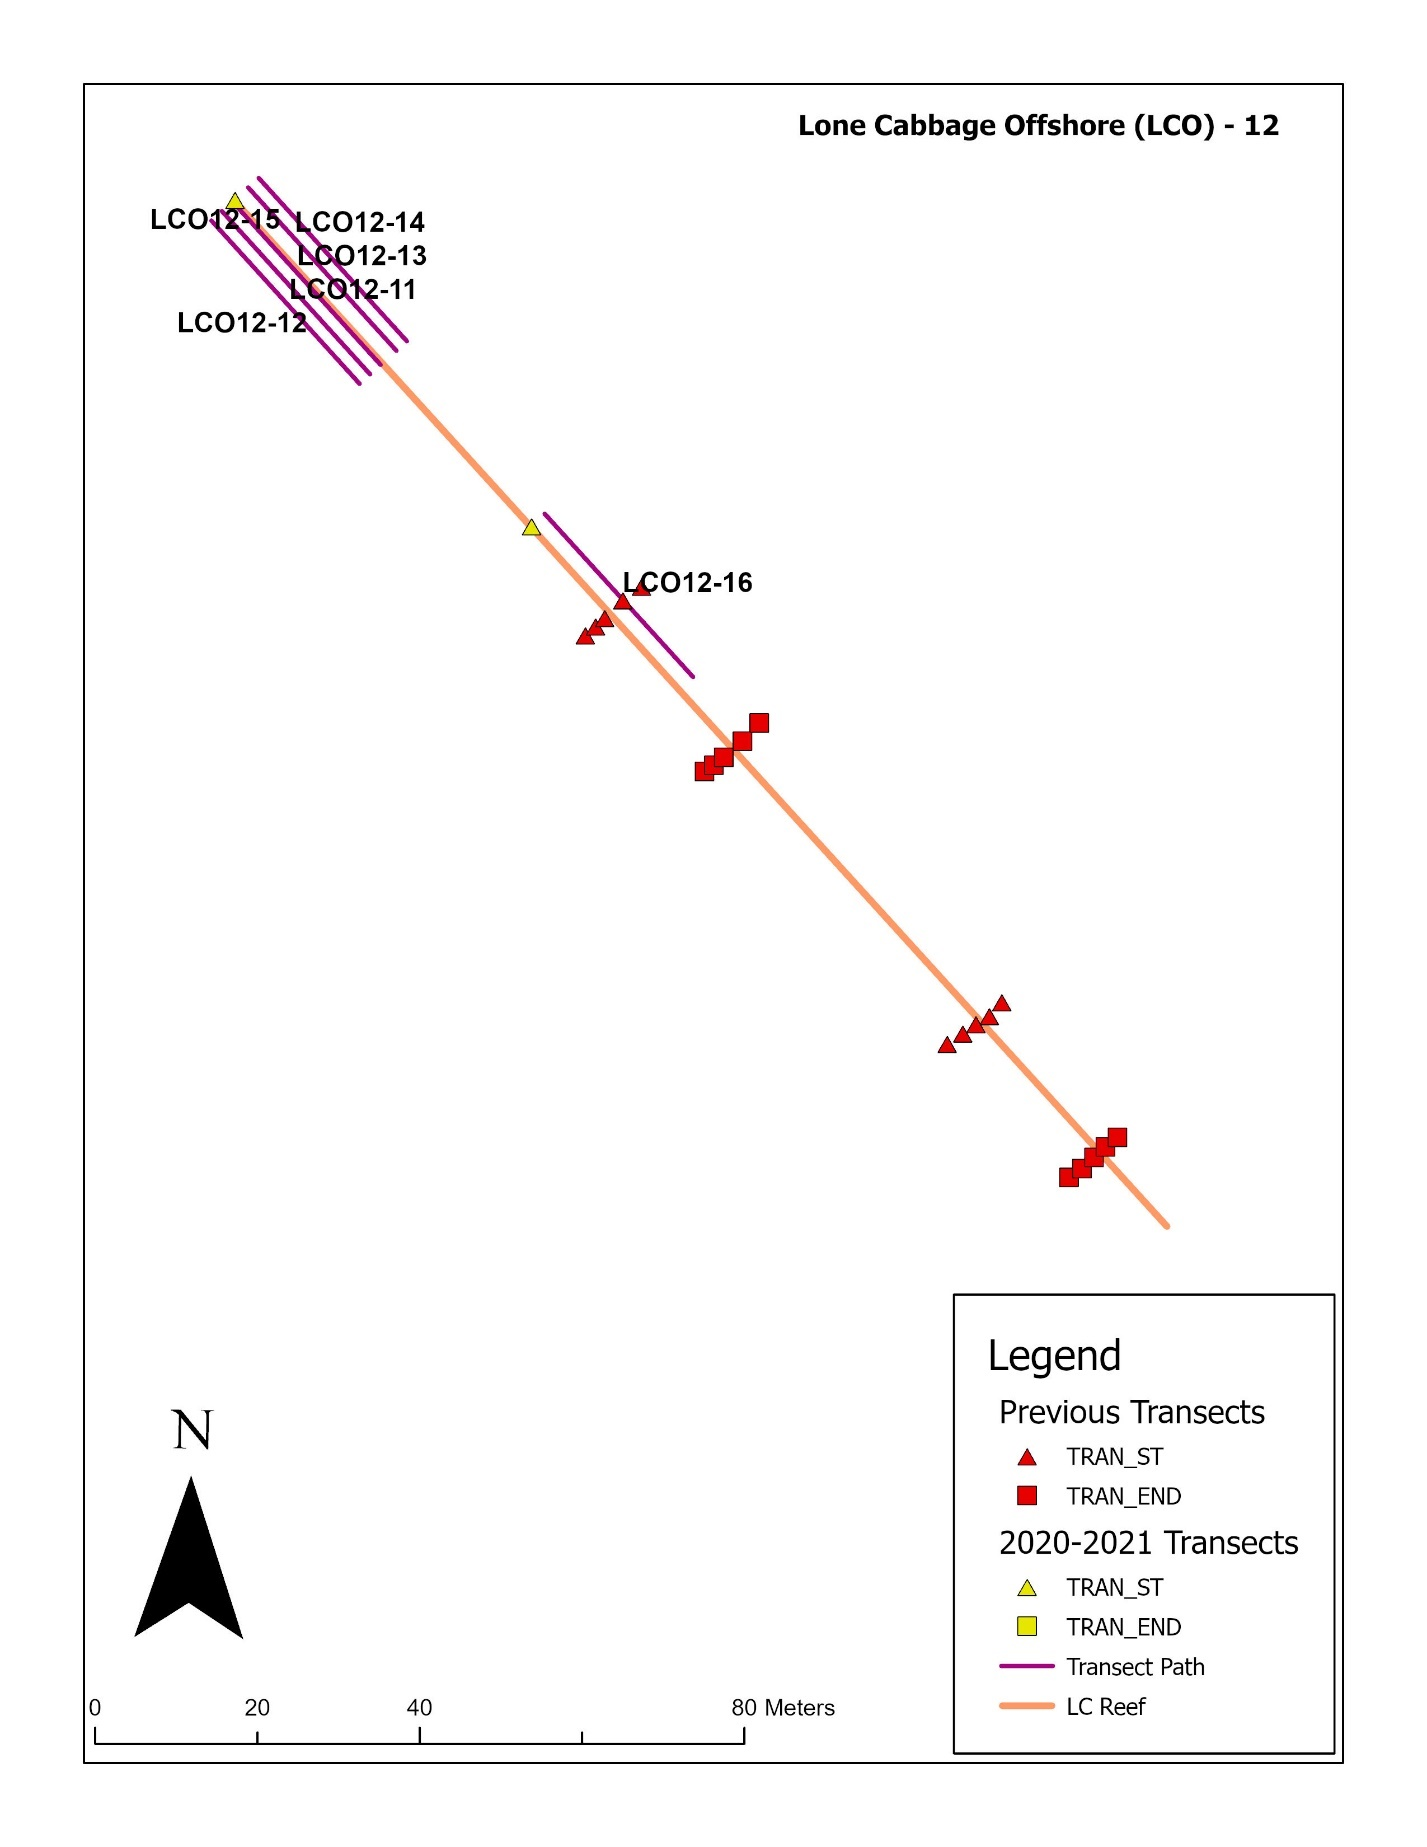 Lone Cabbage Offshore (LCO) - 12
LCO12-15
LCO12-14
LCO12-13
LCO12-11
LCO12-12
LCO12-16
Legend
Previous Transects
TRAN_ST
TRAN_END
2020-2021 Transects
TRAN_ST
TRAN_END
Transect Path
LC Reef
N
0 20 40 80 Meters